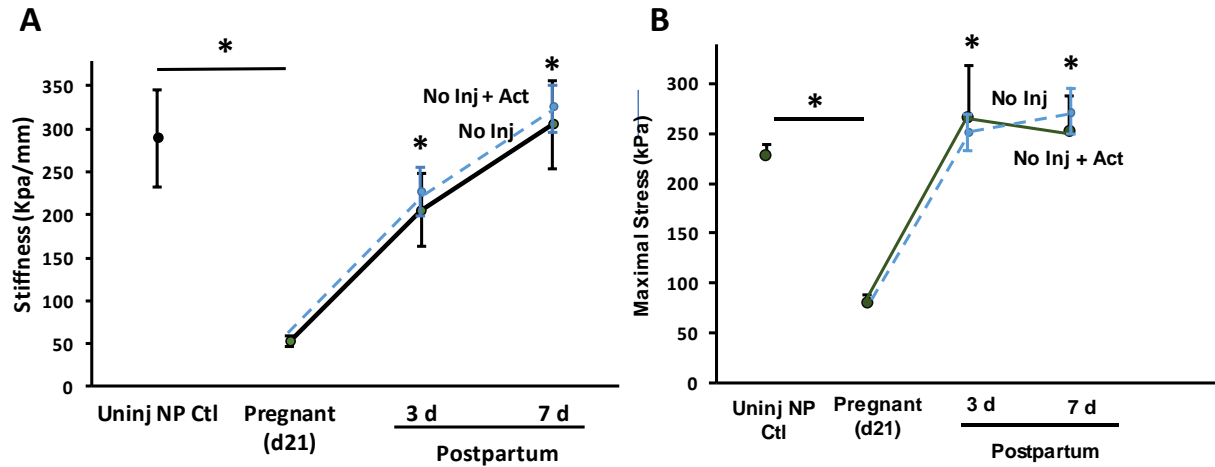 A
Stiffness (Kpa/mm)
350
300
250
200
150
100
50
0
*
*
*
No Inj + Act
No Inj
Uninj NP Ctl
Pregnant
(d21)
3 d
7 d
Postpartum
B
Maximal Stress (kPa)
300
250
200
150
100
50
0
*
*
*
No Inj
No Inj + Act
Uninj NP
Ctl
Pregnant
(d21)
3 d
7 d
Postpartum